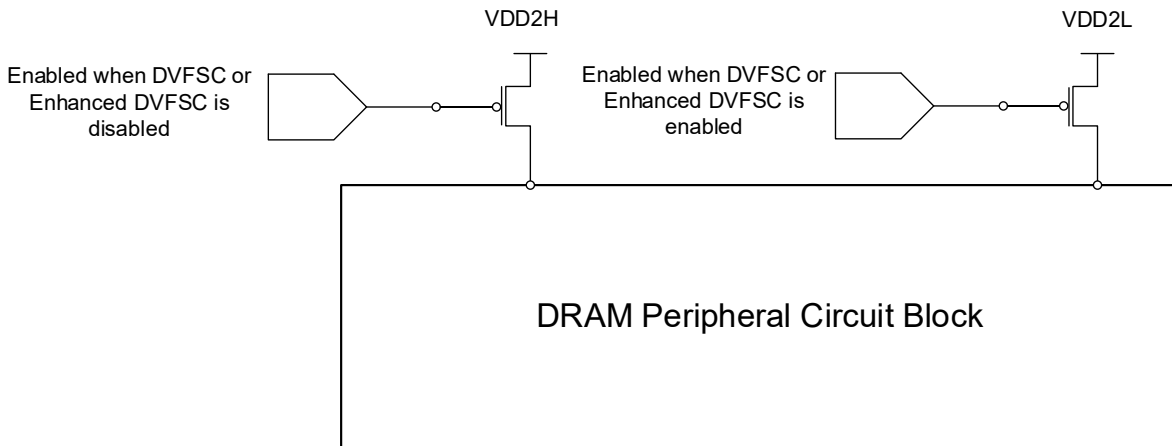 VDD2H
VDD2L
Enabled when DVFSC or
Enhanced DVFSC is
disabled
Enabled when DVFSC or
Enhanced DVFSC is
enabled
DRAM Peripheral Circuit Block